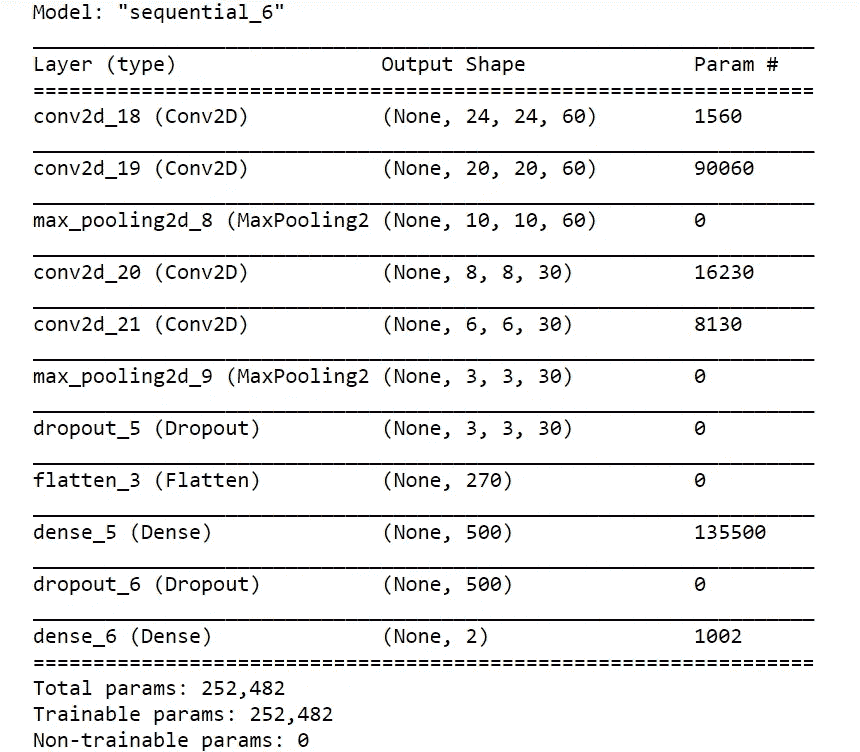 Model: "sequential_6"
Layer (type) Output Shape Param #
conv2d_18 (Conv2D) (None, 24, 24, 60) 1560
conv2d_19 (Conv2D) (None, 20, 20, 60) 90060
max_pooling2d_8 (MaxPooling2 (None, 10, 10, 60) 0
conv2d_20 (Conv2D) (None, 8, 8, 30) 16230
conv2d_21 (Conv2D) (None, 6, 6, 30) 8130
max_pooling2d_9 (MaxPooling2 (None, 3, 3, 30) 0
dropout_5 (Dropout) (None, 3, 3, 30) 0
flatten_3 (Flatten) (None, 270) 0
dense_5 (Dense) (None, 500) 135500
dropout_6 (Dropout) (None, 500) 0
dense_6 (Dense) (None, 2) 1002
Total params: 252,482
Trainable params: 252,482
Non-trainable params: 0